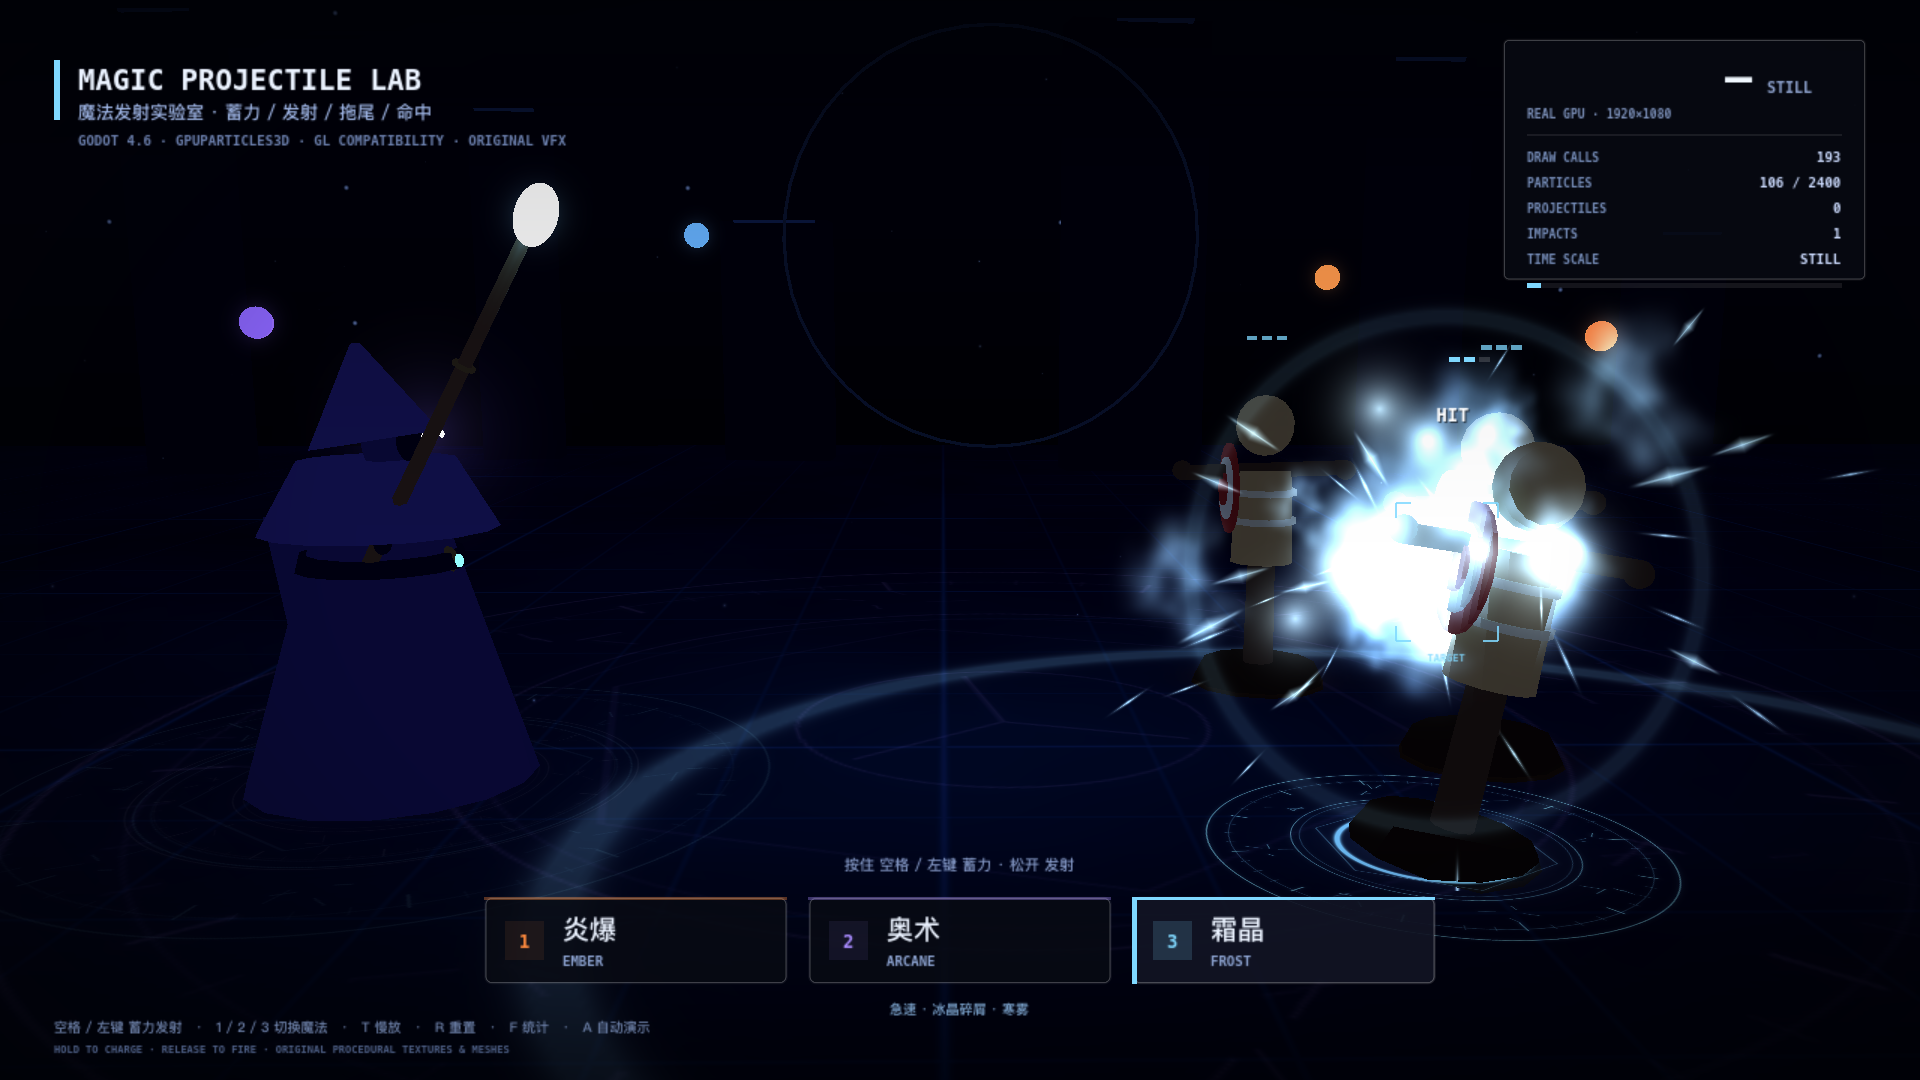 MAGIC PROJECTILE LAB
魔法发射实验室 · 蓄力 / 发射 / 拖尾 / 命中
GODOT 4.6 · GPUPARTICLES3D · GL COMPATIBILITY · ORIGINAL VFX
— STILL
REAL GPU · 1920×1080
DRAW CALLS 193
PARTICLES 106 / 2400
PROJECTILES 0
IMPACTS 1
TIME SCALE STILL
HIT
TARGET
按住 空格 / 左键 蓄力 · 松开 发射
1 炎爆
EMBER
2 奥术
ARCANE
3 霜晶
FROST
急速 · 冰晶碎屑 · 寒雾
空格 / 左键 蓄力发射 · 1 / 2 / 3 切换魔法 · T 慢放 · R 重置 · F 统计 · A 自动演示
HOLD TO CHARGE · RELEASE TO FIRE · ORIGINAL PROCEDURAL TEXTURES & MESHES